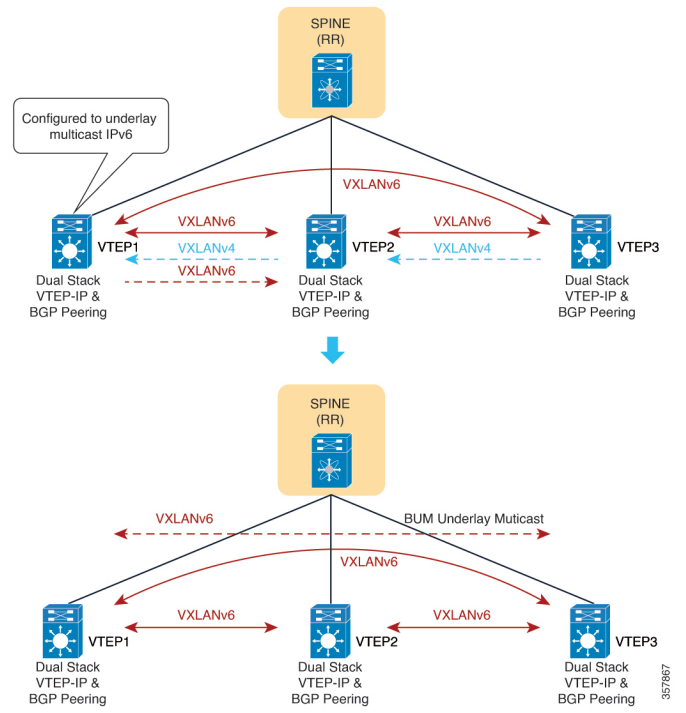 SPINE
(RR)
Configured to underlay
multicast IPv6
VXLANv6
VXLANv6
VXLANv6
VTEP1
VXLANv4
VTEP2
VXLANv4
VTEP3
VXLANv6
Dual Stack
VTEP-IP &
BGP Peering
Dual Stack
VTEP-IP &
BGP Peering
Dual Stack
VTEP-IP &
BGP Peering
SPINE
(RR)
VXLANv6
BUM Underlay Muticast
VXLANv6
VXLANv6
VXLANv6
VTEP1
VTEP2
VTEP3
Dual Stack
VTEP-IP &
BGP Peering
Dual Stack
VTEP-IP &
BGP Peering
Dual Stack
VTEP-IP &
BGP Peering
357867